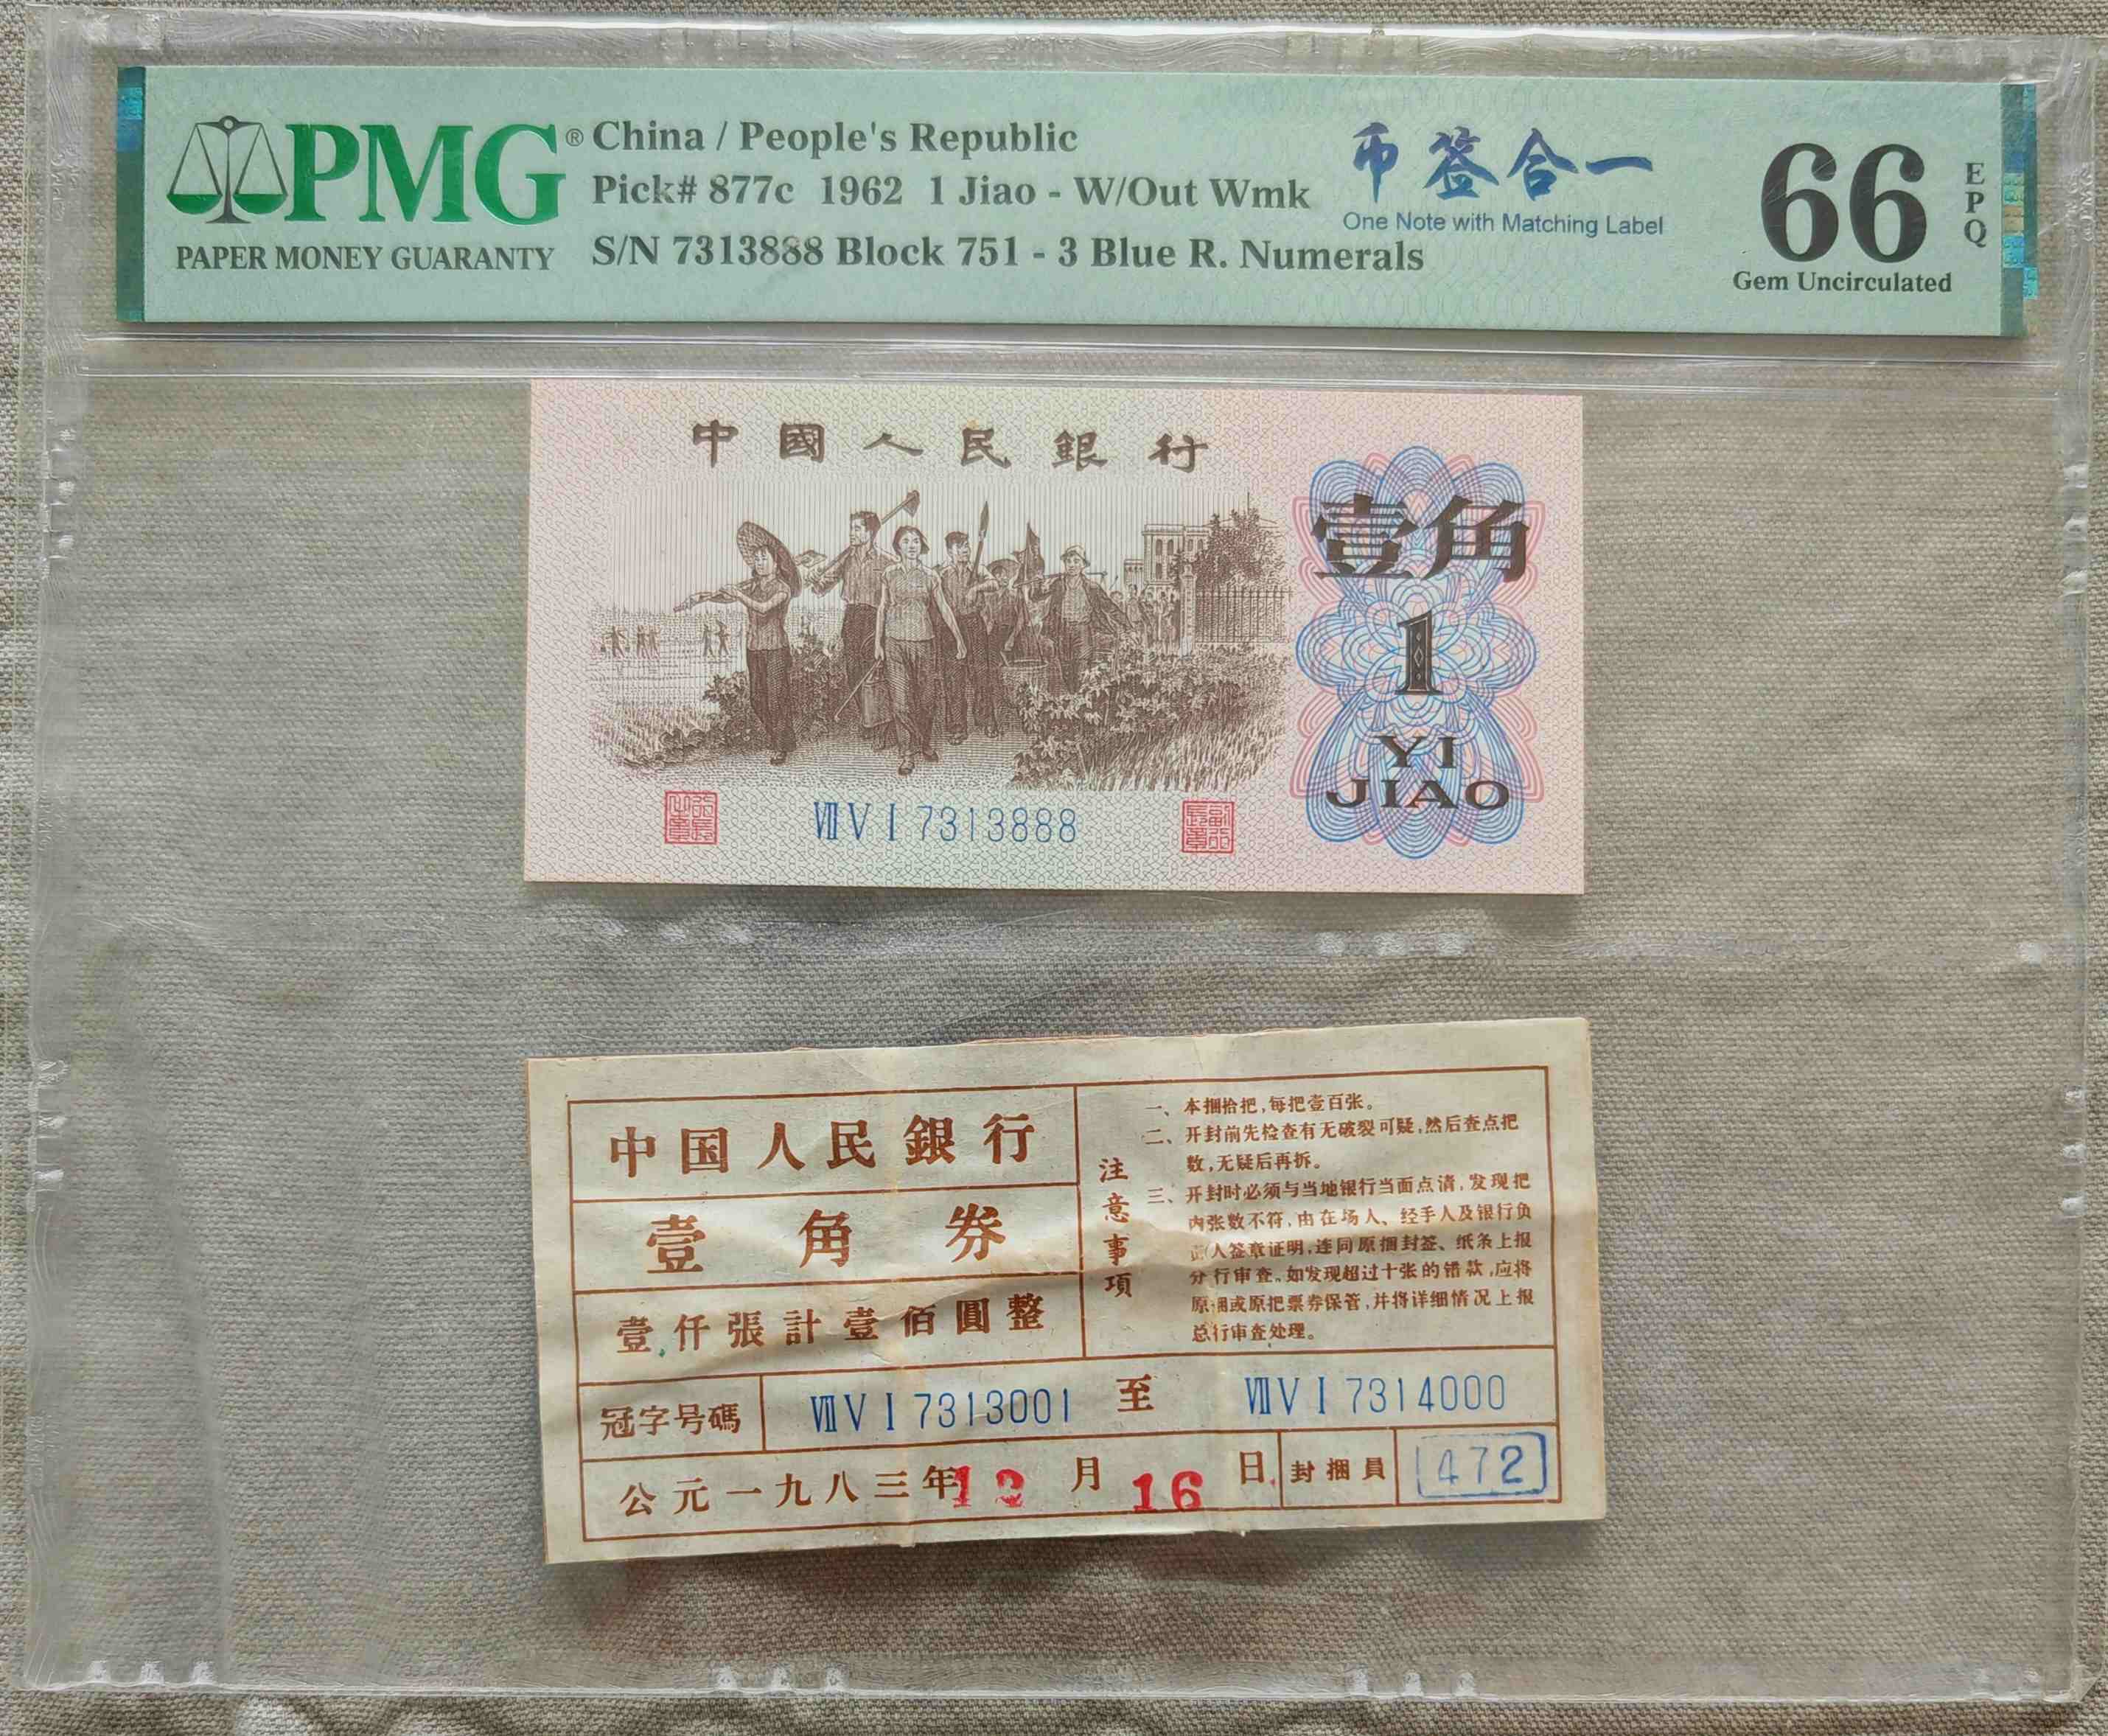 PMG®
PAPER MONEY GUARANTY
China / People's Republic
Pick# 877c 1962 1 Jiao - W/Out Wmk
S/N 7313888 Block 751 - 3 Blue R. Numerals
币签合一
One Note with Matching Label
66
EPQ
Gem Uncirculated
中國人民銀行
壹角
1
YI
JIAO
ⅦⅤⅠ7313888
中国人民銀行
壹角券
壹仟張計壹佰圓整
注意事項
一、本捆拾把,每把壹百张。
二、开封前先检查有无破裂可疑,然后查点把
数,无疑后再拆。
三、开封时必须与当地银行当面点清,发现把
内张数不符,由在场人、经手人及银行负
责人签章证明,连同原捆封签、纸条上报
分行审查。如发现超过十张的错款,应将
原捆或原把票券保管,并将详细情况上报
总行审查处理。
冠字号碼 ⅦⅤⅠ7313001 至 ⅦⅤⅠ7314000
公元一九八三年12月16日 封捆員 472